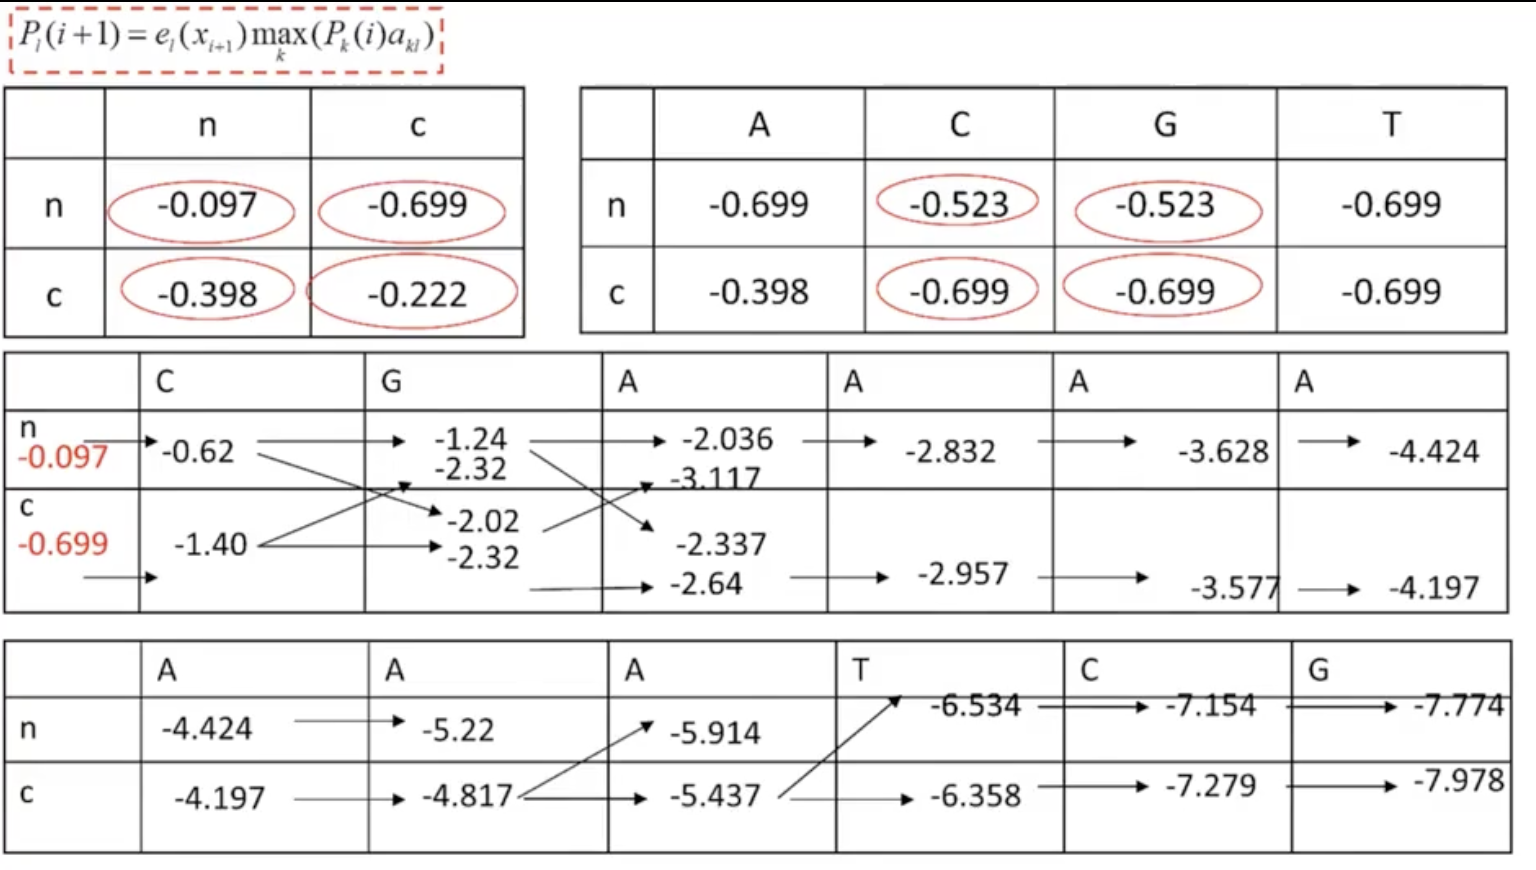 P_l(i+1) = e_l(x_{i+1}) max_k(P_k(i)a_{kl})
n c
n -0.097 -0.699
c -0.398 -0.222
A C G T
n -0.699 -0.523 -0.523 -0.699
c -0.398 -0.699 -0.699 -0.699
C G A A A A
n
-0.097 -0.62 -1.24 -2.036 -2.832 -3.628 -4.424
-2.32 -3.117
c
-0.699 -1.40 -2.02 -2.337 -2.957 -3.577 -4.197
-2.32 -2.64
A A A T C G
n -4.424 -5.22 -5.914 -6.534 -7.154 -7.774
c -4.197 -4.817 -5.437 -6.358 -7.279 -7.978